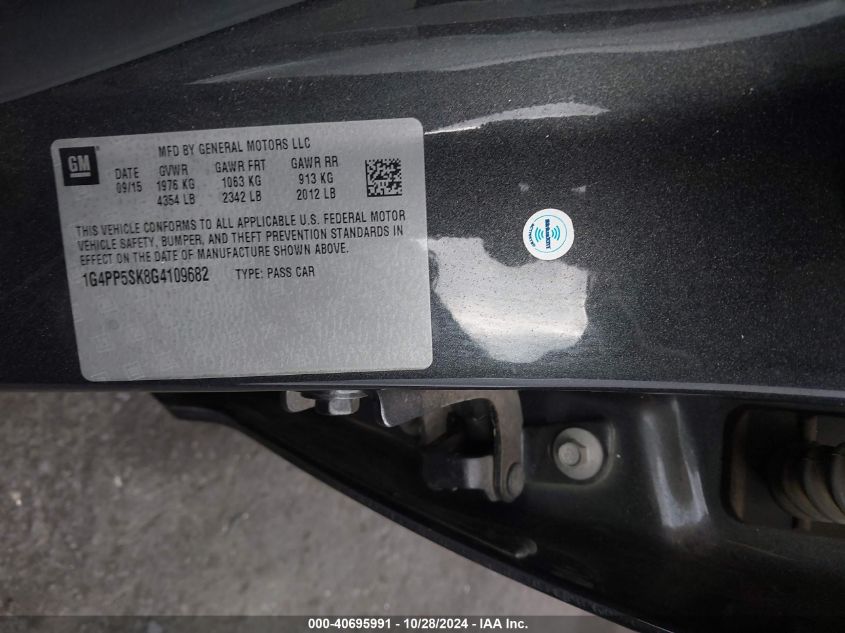 GM
MFD BY GENERAL MOTORS LLC
DATE GVWR GAWR FRT GAWR RR
09/15 1976 KG 1063 KG 913 KG
4354 LB 2342 LB 2012 LB
THIS VEHICLE CONFORMS TO ALL APPLICABLE U.S. FEDERAL MOTOR
VEHICLE SAFETY, BUMPER, AND THEFT PREVENTION STANDARDS IN
EFFECT ON THE DATE OF MANUFACTURE SHOWN ABOVE.
1G4PP5SK8G4109682 TYPE: PASS CAR
000-40695991 - 10/28/2024 - IAA Inc.